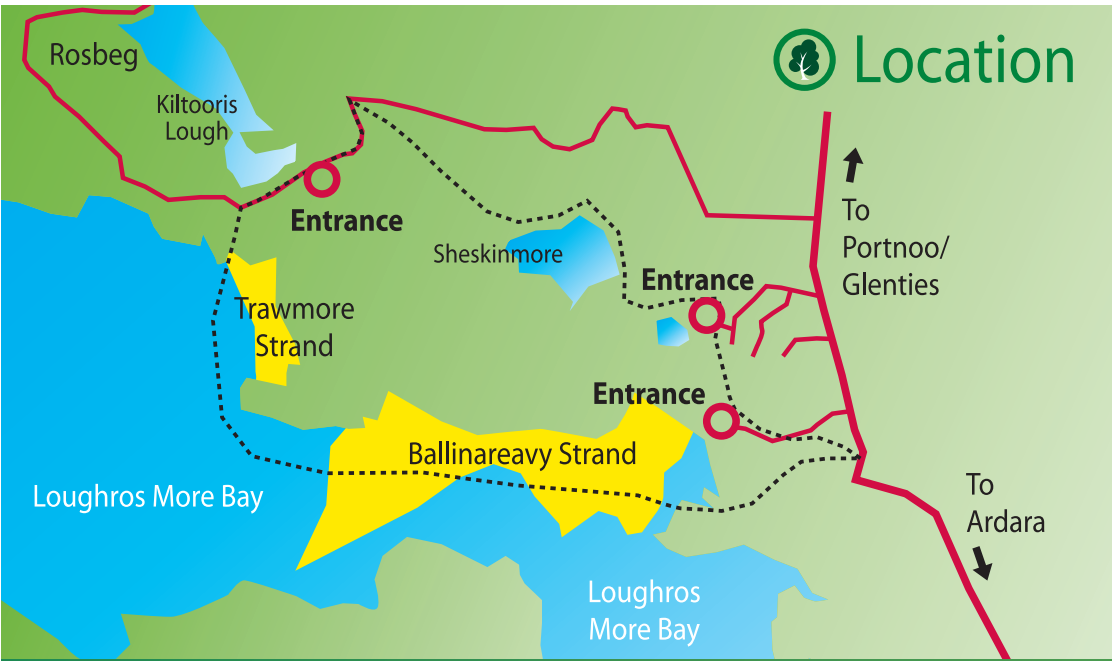 Location
Rosbeg
Kiltooris
Lough
Entrance
To
Portnoo/
Glenties
Sheskinmore
Entrance
Trawmore
Strand
Entrance
Ballinareavy Strand
Loughros More Bay
To
Ardara
Loughros
More Bay